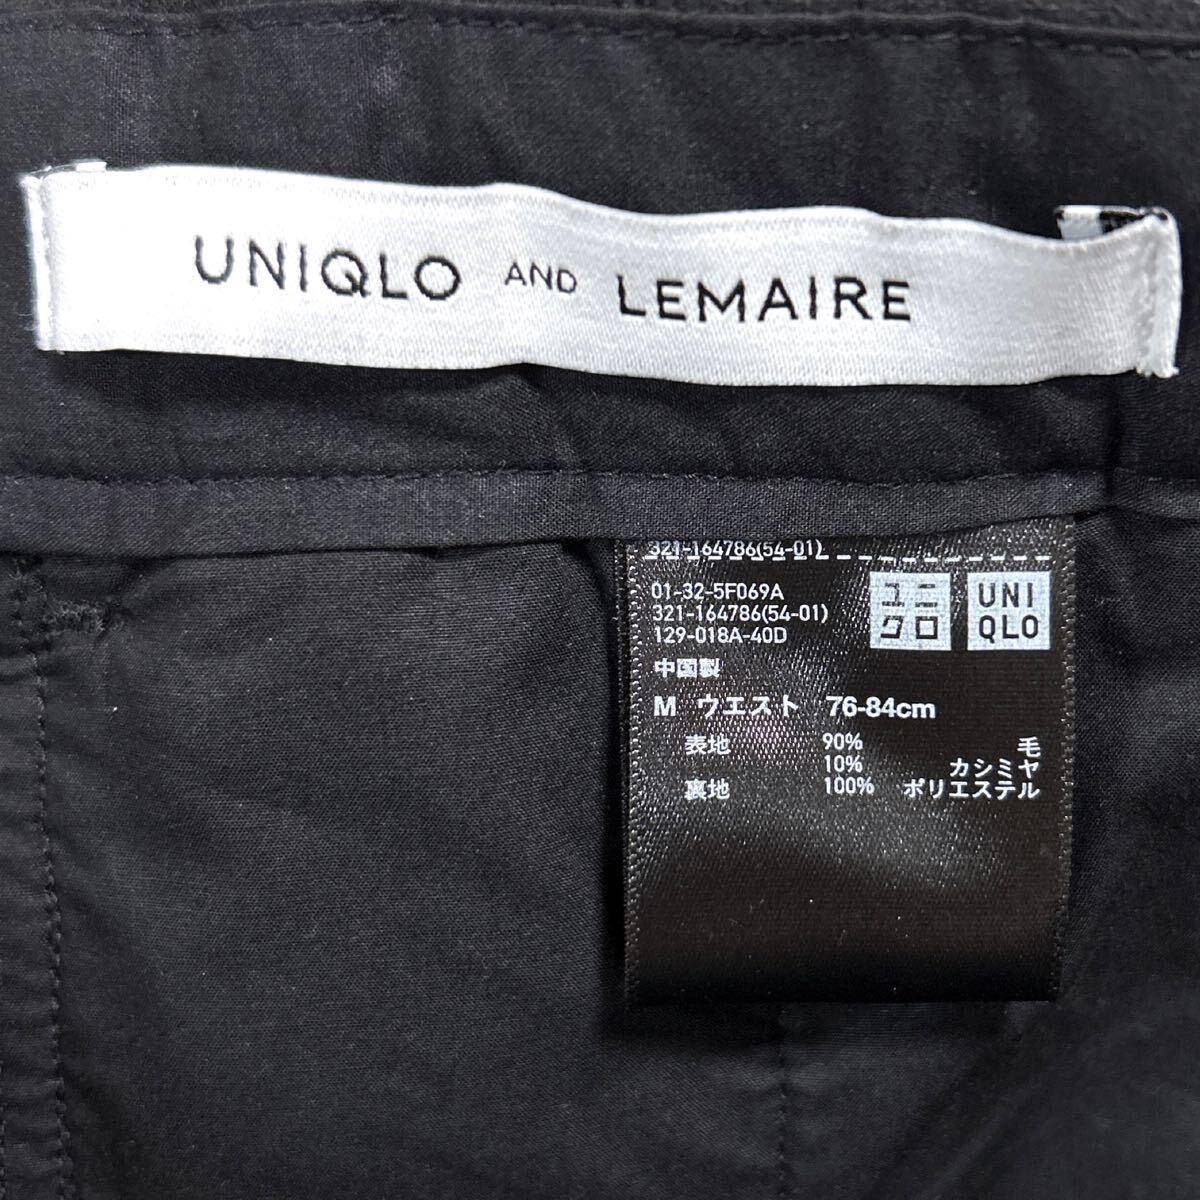 UNIQLO AND LEMAIRE
321-164786(54-01)
01-32-5F069A
321-164786(54-01)
129-018A-40D
ユニ
クロ
UNI
QLO
中国製
M ウエスト 76-84cm
表地 90% 毛
10% カシミヤ
裏地 100% ポリエステル